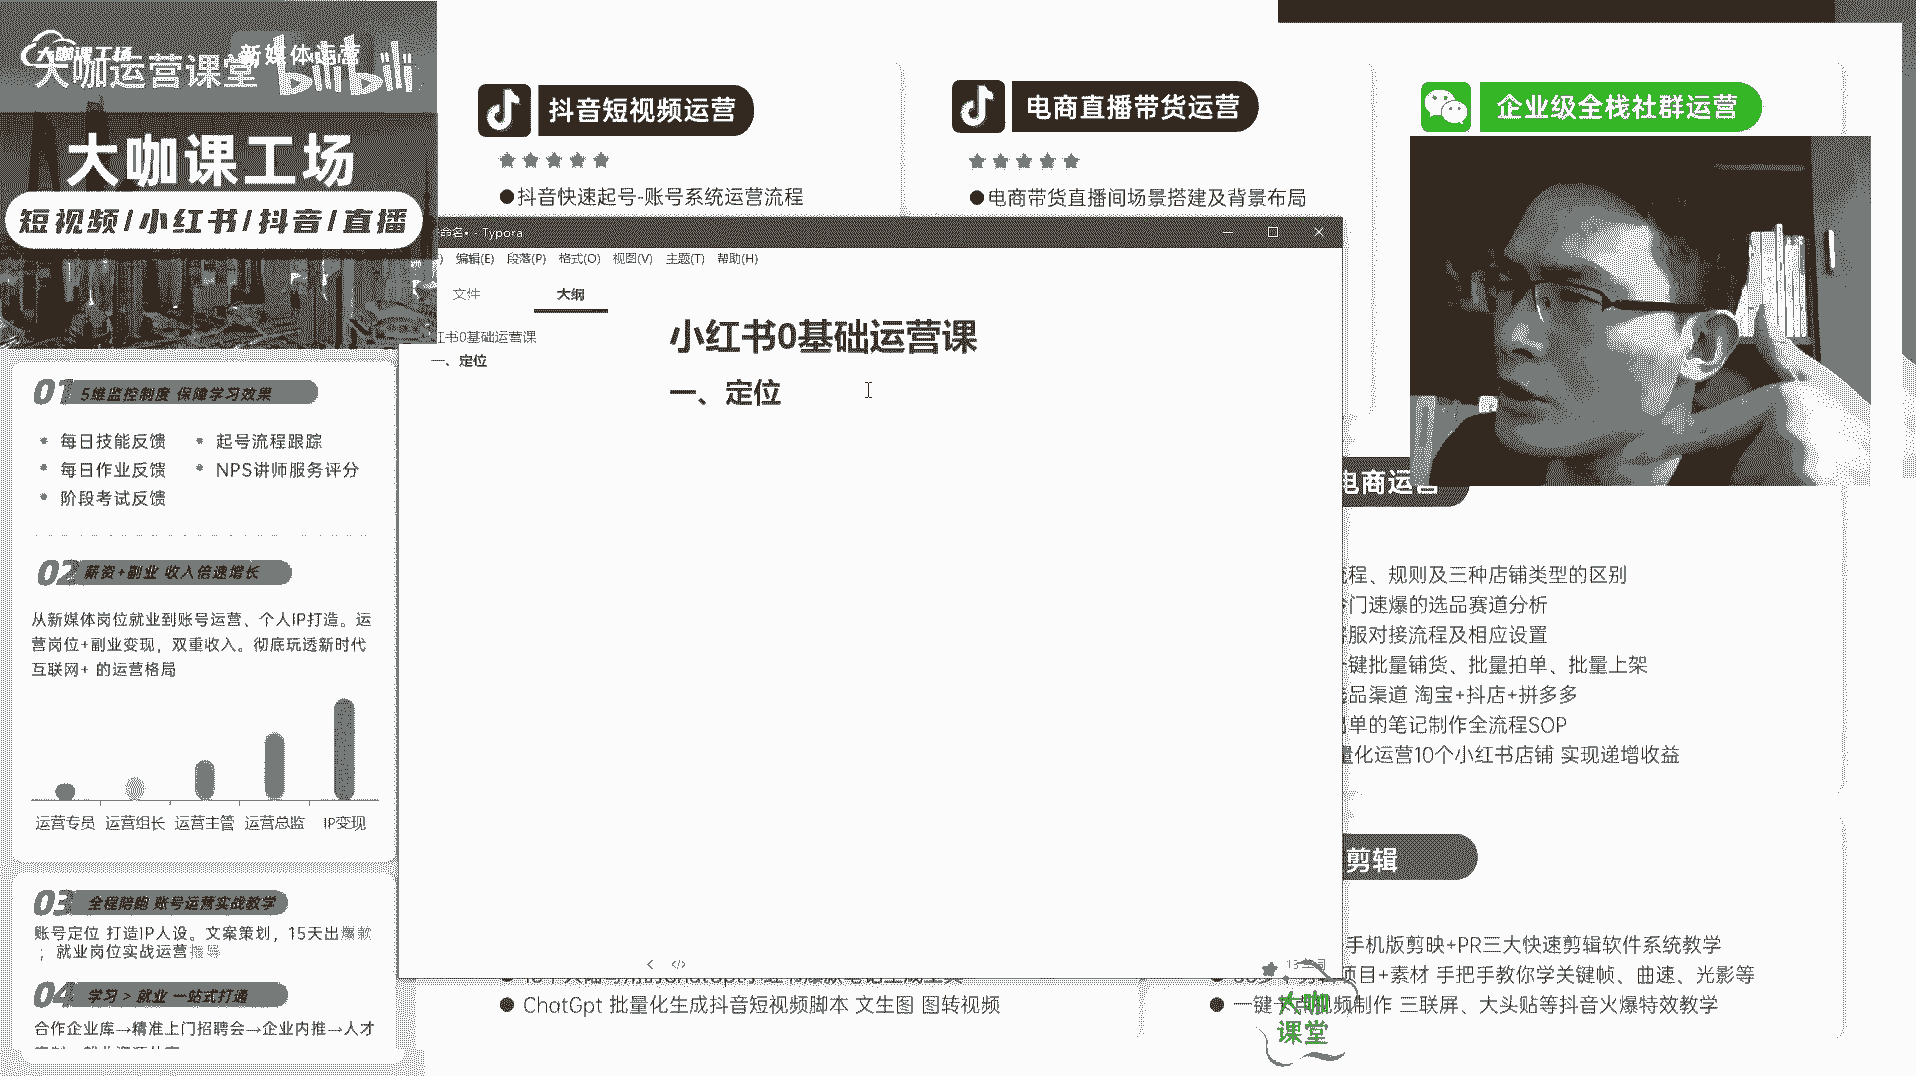 大咖课工场
新媒体运营
大咖运营课堂
bilibili
大咖课工场
短视频/小红书/抖音/直播
01 5维监控制度 保障学习效果
每日技能反馈
起号流程跟踪
每日作业反馈
NPS讲师服务评分
阶段考试反馈
02 薪资+副业 收入倍速增长
从新媒体岗位就业到账号运营、个人IP打造。运
营岗位+副业变现，双重收入。彻底玩透新时代
互联网+ 的运营格局
运营专员 运营组长 运营主管 运营总监 IP变现
03 全程陪跑 账号运营实战教学
账号定位 打造IP人设。文案策划，15天出爆款
；就业岗位实战运营指导
04 学习 > 就业 一站式打通
合作企业库→精准上门招聘会→企业内推→人才
抖音短视频运营
●抖音快速起号-账号系统运营流程
电商直播带货运营
●电商带货直播间场景搭建及背景布局
企业级全栈社群运营
命名• - Typora
编辑(E) 段落(P) 格式(O) 视图(V) 主题(T) 帮助(H)
文件 大纲
红书0基础运营课
一、定位
小红书0基础运营课
一、定位
电商运营
流程、规则及三种店铺类型的区别
门速爆的选品赛道分析
客服对接流程及相应设置
一键批量铺货、批量拍单、批量上架
选品渠道 淘宝+抖店+拼多多
出单的笔记制作全流程SOP
量化运营10个小红书店铺 实现递增收益
剪辑
手机版剪映+PR三大快速剪辑软件系统教学
项目+素材 手把手教你学关键帧、曲速、光影等
● 一键卡点视频制作 三联屏、大头贴等抖音火爆特效教学
● ChatGpt 批量化生成抖音短视频脚本 文生图 图转视频
大咖
课堂